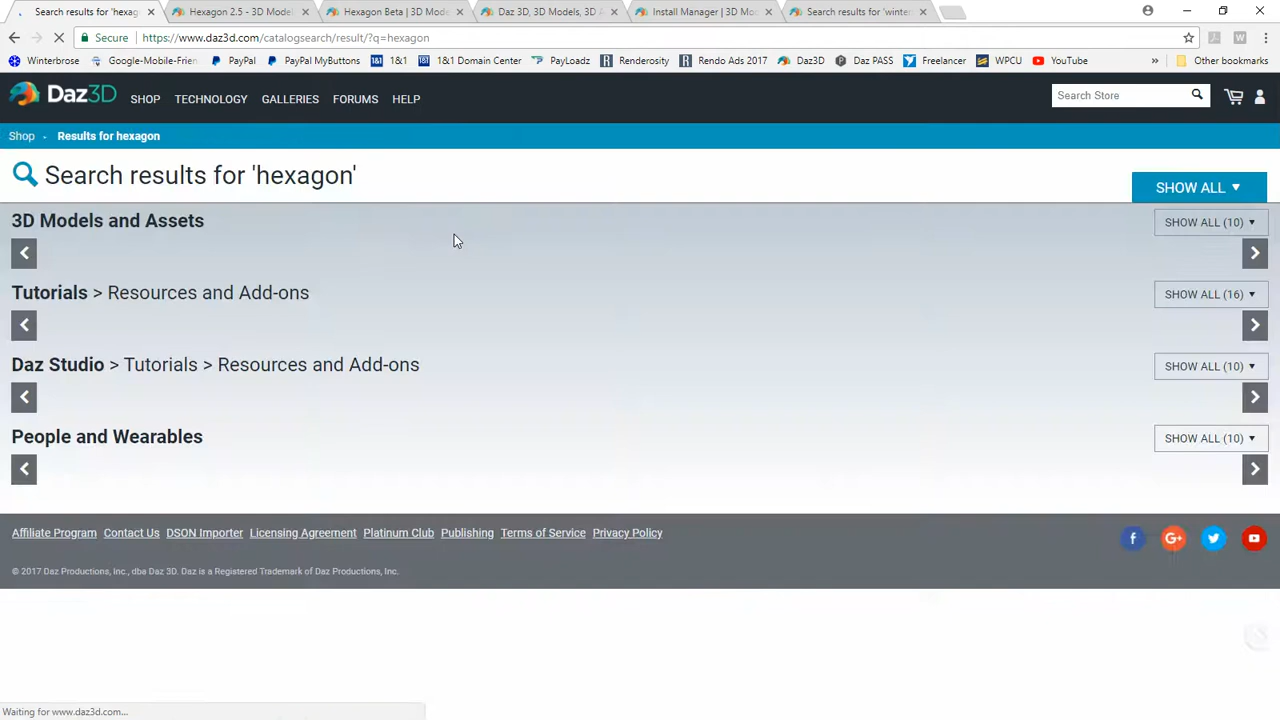 Search results for 'hexag
Hexagon 2.5 - 3D Model
Hexagon Beta | 3D Mode
Daz 3D, 3D Models, 3D A
Install Manager | 3D Mo
Search results for 'winte
Secure
https://www.daz3d.com/catalogsearch/result/?q=hexagon
Winterbrose
Google-Mobile-Frien
PayPal
PayPal MyButtons
1&1
1&1 Domain Center
PayLoadz
Renderosity
Rendo Ads 2017
Daz3D
Daz PASS
Freelancer
WPCU
YouTube
»
Other bookmarks
Daz3D
SHOP
TECHNOLOGY
GALLERIES
FORUMS
HELP
Search Store
Shop - Results for hexagon
Search results for 'hexagon'
SHOW ALL ▼
3D Models and Assets
SHOW ALL (10) ▼
Tutorials > Resources and Add-ons
SHOW ALL (16) ▼
Daz Studio > Tutorials > Resources and Add-ons
SHOW ALL (10) ▼
People and Wearables
SHOW ALL (10) ▼
Affiliate Program Contact Us DSON Importer Licensing Agreement Platinum Club Publishing Terms of Service Privacy Policy
© 2017 Daz Productions, Inc., dba Daz 3D. Daz is a Registered Trademark of Daz Productions, Inc.
Waiting for www.daz3d.com...